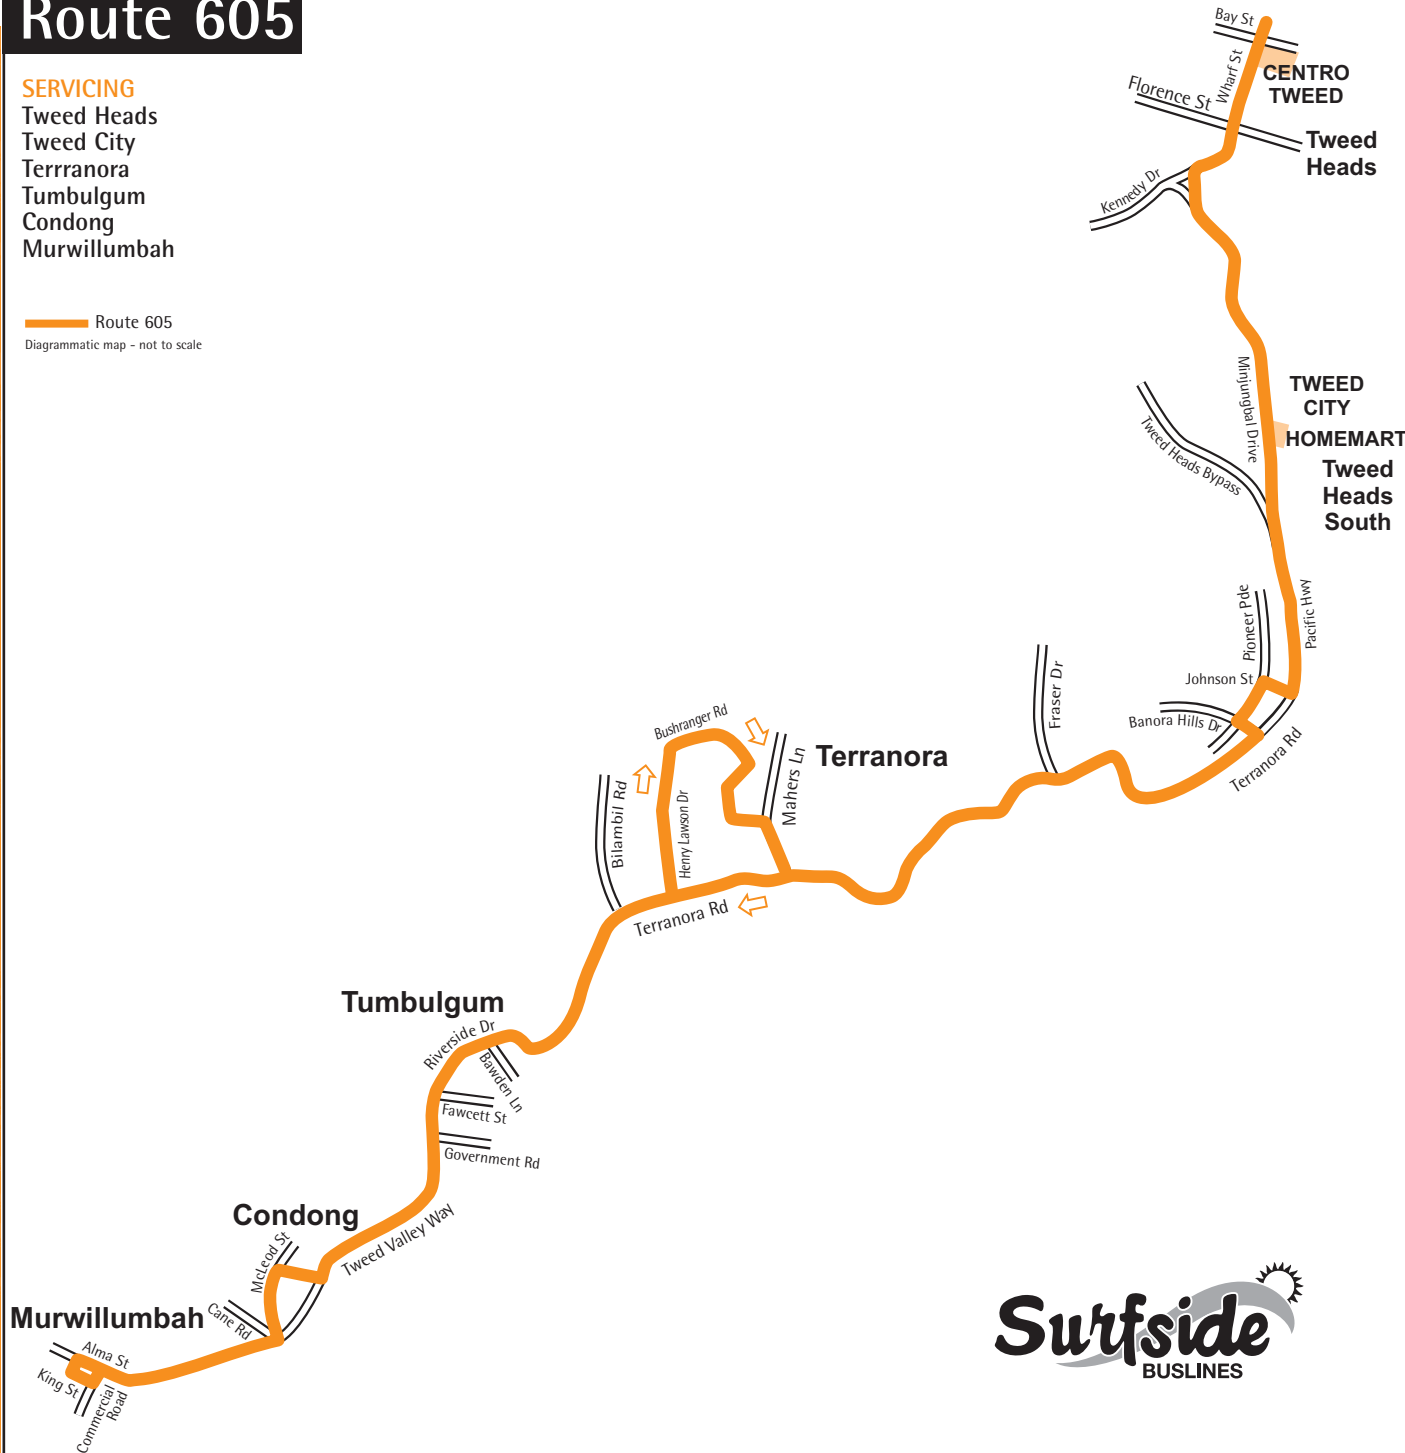 Route 605
SERVICING
Tweed Heads
Tweed City
Terrranora
Tumbulgum
Condong
Murwillumbah
Route 605
Diagrammatic map - not to scale
Bay St
Wharf St
CENTRO
TWEED
Florence St
Tweed
Heads
Kennedy Dr
Minjungbal Drive
TWEED
CITY
HOMEMART
Tweed Heads Bypass
Tweed
Heads
South
Pioneer Pde
Pacific Hwy
Johnson St
Fraser Dr
Banora Hills Dr
Terranora Rd
Bushranger Rd
Mahers Ln
Terranora
Bilambil Rd
Henry Lawson Dr
Terranora Rd
Tumbulgum
Riverside Dr
Bawden Ln
Fawcett St
Government Rd
Condong
McLeod St
Tweed Valley Way
Murwillumbah
Cane Rd
Alma St
King St
Commercial
Road
Surfside
BUSLINES